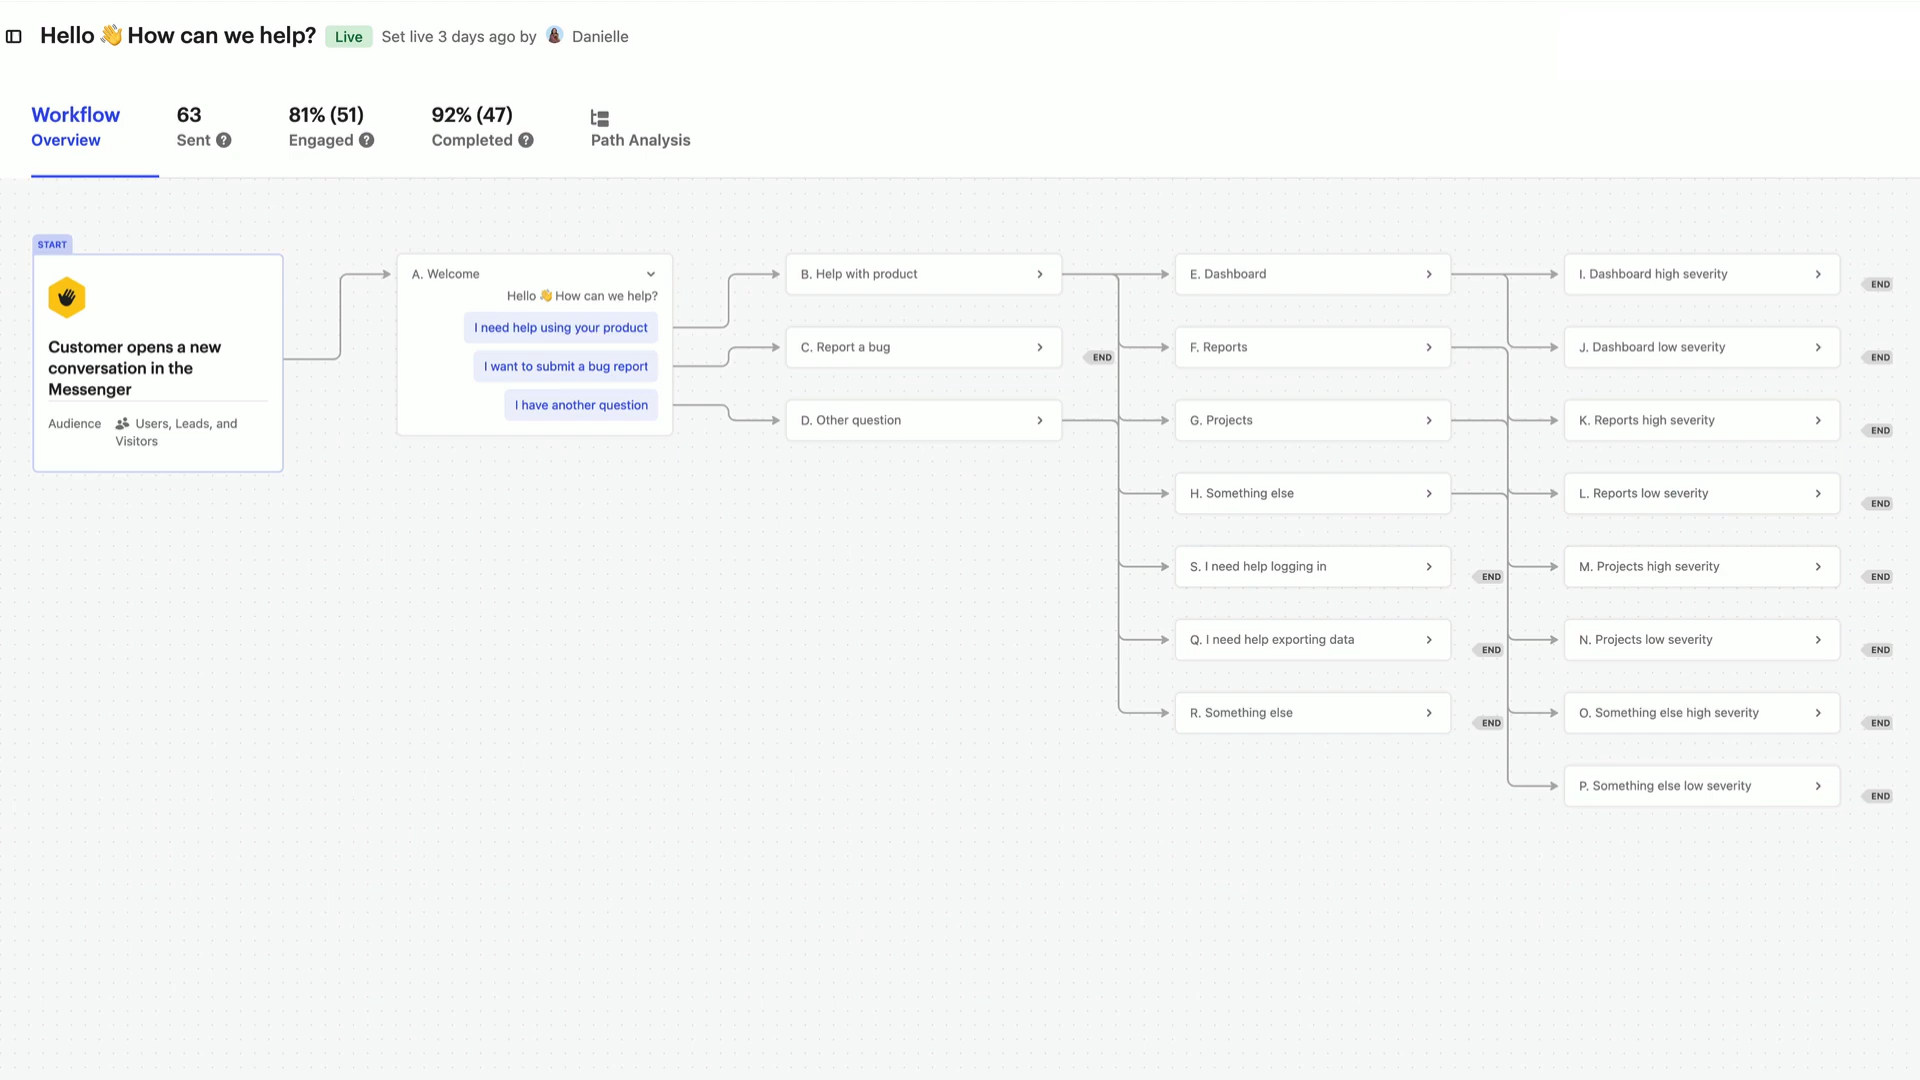 Hello 👋 How can we help? Live Set live 3 days ago by Danielle
Workflow
Overview
63
Sent ?
81% (51)
Engaged ?
92% (47)
Completed ?
Path Analysis
START
Customer opens a new
conversation in the
Messenger
Audience Users, Leads, and
Visitors
A. Welcome
Hello 👋 How can we help?
I need help using your product
I want to submit a bug report
I have another question
B. Help with product
C. Report a bug
END
D. Other question
E. Dashboard
F. Reports
G. Projects
H. Something else
S. I need help logging in
END
Q. I need help exporting data
END
R. Something else
END
I. Dashboard high severity
END
J. Dashboard low severity
END
K. Reports high severity
END
L. Reports low severity
END
M. Projects high severity
END
N. Projects low severity
END
O. Something else high severity
END
P. Something else low severity
END